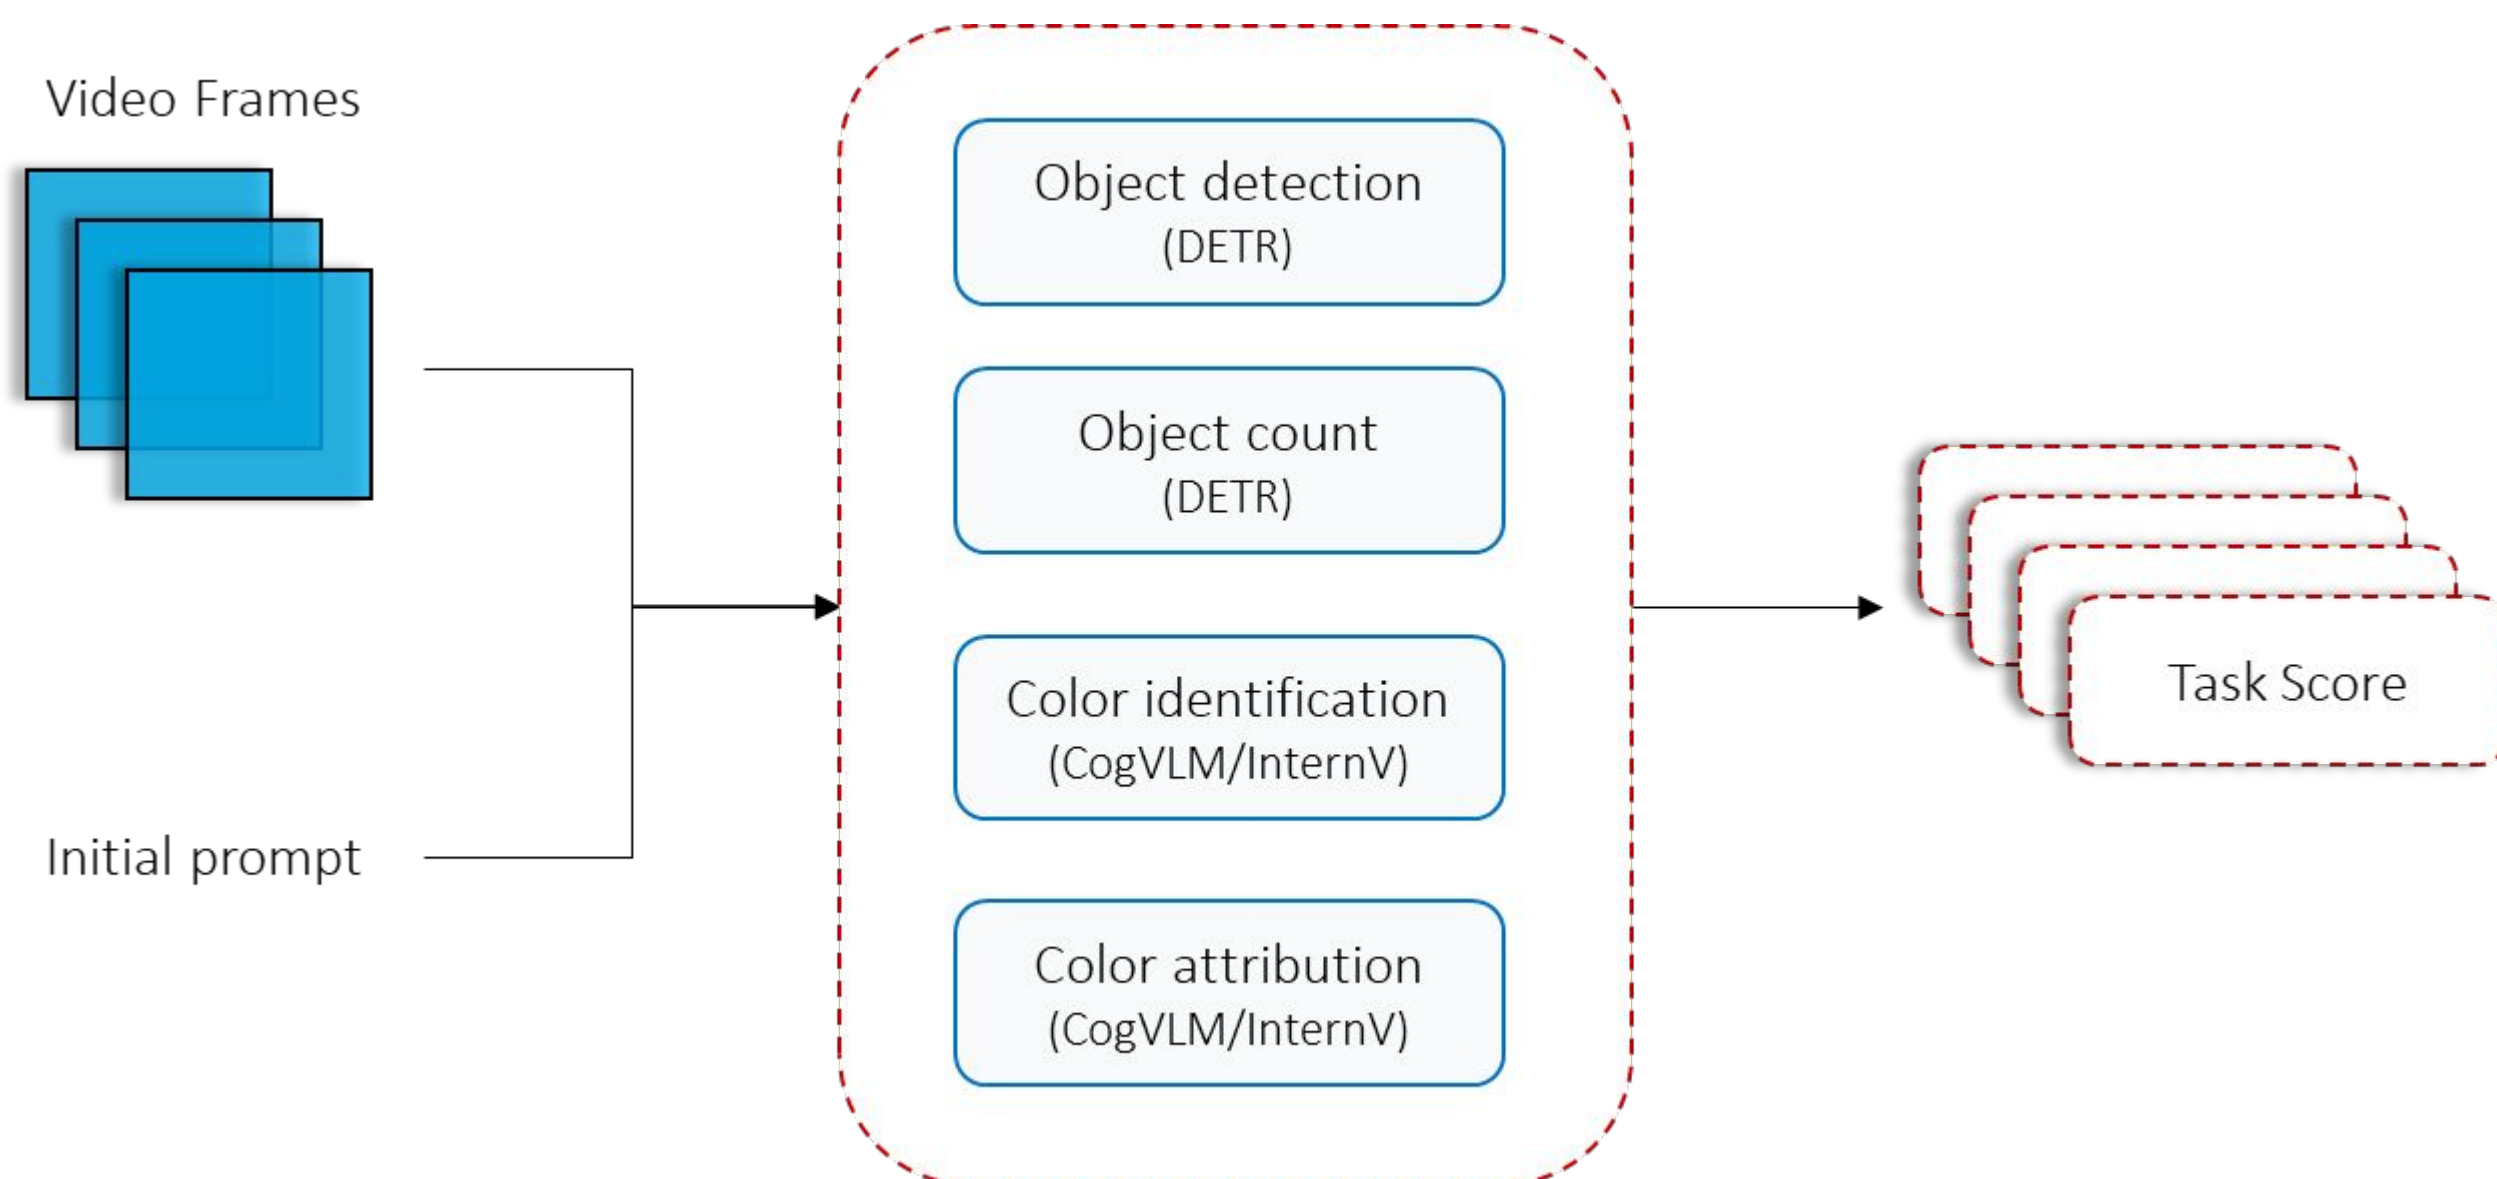 Video Frames
Initial prompt
Object detection
(DETR)
Object count
(DETR)
Color identification
(CogVLM/InternV)
Color attribution
(CogVLM/InternV)
Task Score